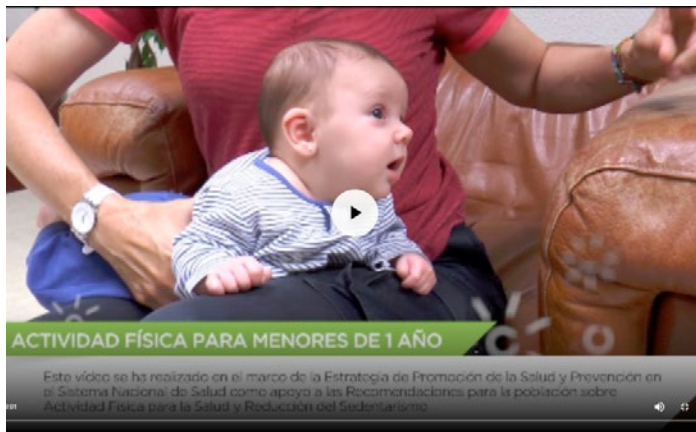 ACTIVIDAD FÍSICA PARA MENORES DE 1 AÑO
Este vídeo se ha realizado en el marco de la Estrategia de Promoción de la Salud y Prevención en
el Sistema Nacional de Salud como apoyo a las Recomendaciones para la población sobre
Actividad Física para la Salud y Reducción del Sedentarismo